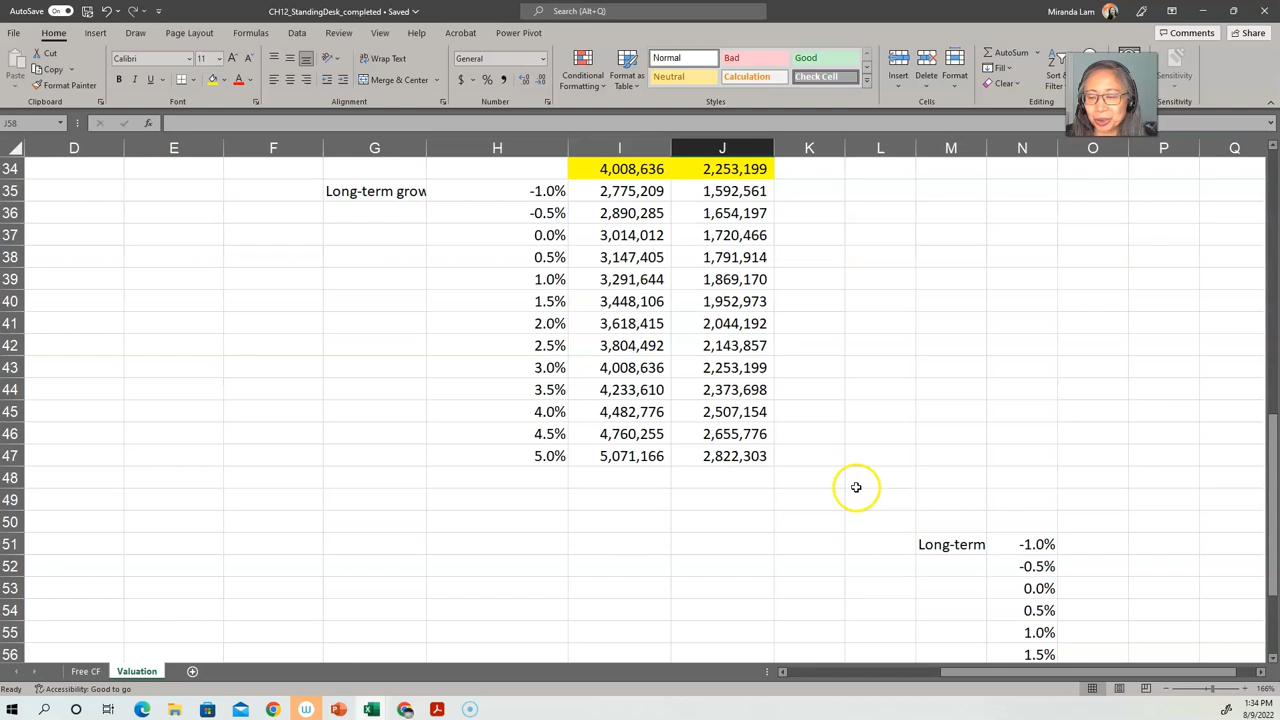 AutoSave On CH12_StandingDesk_completed • Saved Search (Alt+Q) Miranda Lam
File Home Insert Draw Page Layout Formulas Data Review View Help Acrobat Power Pivot Comments Share
Paste Cut Copy Format Painter
Calibri 11
B I U
Wrap Text
Merge & Center
General
$ % 9
Conditional Formatting Format as Table
Normal Bad Good
Neutral Calculation Check Cell
Insert Delete Format
AutoSum Fill Clear
Sort &
Sensitivity
Clipboard Font Alignment Number Styles Cells Editing Sensitivity
J58 fx
D E F G H I J K L M N O P Q
34 4,008,636 2,253,199
35 Long-term grow -1.0% 2,775,209 1,592,561
36 -0.5% 2,890,285 1,654,197
37 0.0% 3,014,012 1,720,466
38 0.5% 3,147,405 1,791,914
39 1.0% 3,291,644 1,869,170
40 1.5% 3,448,106 1,952,973
41 2.0% 3,618,415 2,044,192
42 2.5% 3,804,492 2,143,857
43 3.0% 4,008,636 2,253,199
44 3.5% 4,233,610 2,373,698
45 4.0% 4,482,776 2,507,154
46 4.5% 4,760,255 2,655,776
47 5.0% 5,071,166 2,822,303
48
49
50
51 Long-term -1.0%
52 -0.5%
53 0.0%
54 0.5%
55 1.0%
56 1.5%
Free CF Valuation
Ready Accessibility: Good to go 166%
1:34 PM
8/9/2022